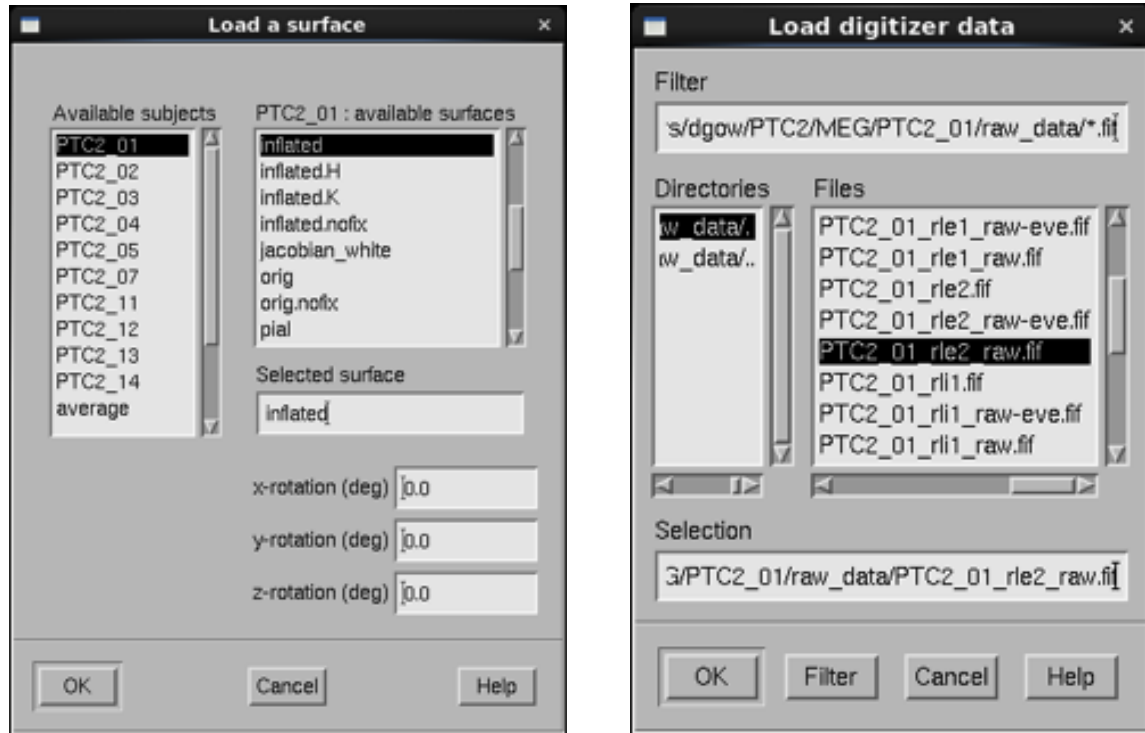 Load a surface
Available subjects
PTC2_01
PTC2_02
PTC2_03
PTC2_04
PTC2_05
PTC2_07
PTC2_11
PTC2_12
PTC2_13
PTC2_14
average
PTC2_01 : available surfaces
inflated
inflated.H
inflated.K
inflated.nofix
jacobian_white
orig
orig.nofix
pial
Selected surface
inflated
x-rotation (deg) 0.0
y-rotation (deg) 0.0
z-rotation (deg) 0.0
OK Cancel Help
Load digitizer data
Filter
s/dgow/PTC2/MEG/PTC2_01/raw_data/*.fif
Directories
w_data/.
w_data/..
Files
PTC2_01_rle1_raw-eve.fif
PTC2_01_rle1_raw.fif
PTC2_01_rle2.fif
PTC2_01_rle2_raw-eve.fif
PTC2_01_rle2_raw.fif
PTC2_01_rli1.fif
PTC2_01_rli1_raw-eve.fif
PTC2_01_rli1_raw.fif
Selection
G/PTC2_01/raw_data/PTC2_01_rle2_raw.fif
OK Filter Cancel Help